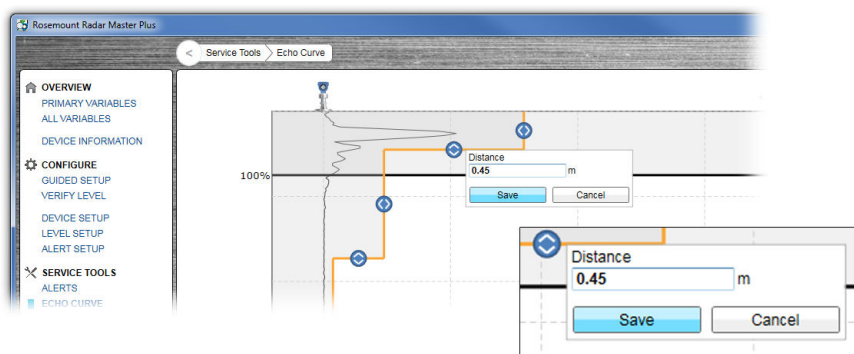 Rosemount Radar Master Plus
< Service Tools Echo Curve
OVERVIEW
PRIMARY VARIABLES
ALL VARIABLES
DEVICE INFORMATION
CONFIGURE
GUIDED SETUP
VERIFY LEVEL
DEVICE SETUP
LEVEL SETUP
ALERT SETUP
SERVICE TOOLS
ALERTS
ECHO CURVE
100%
Distance
0.45 m
Save Cancel
Distance
0.45 m
Save Cancel